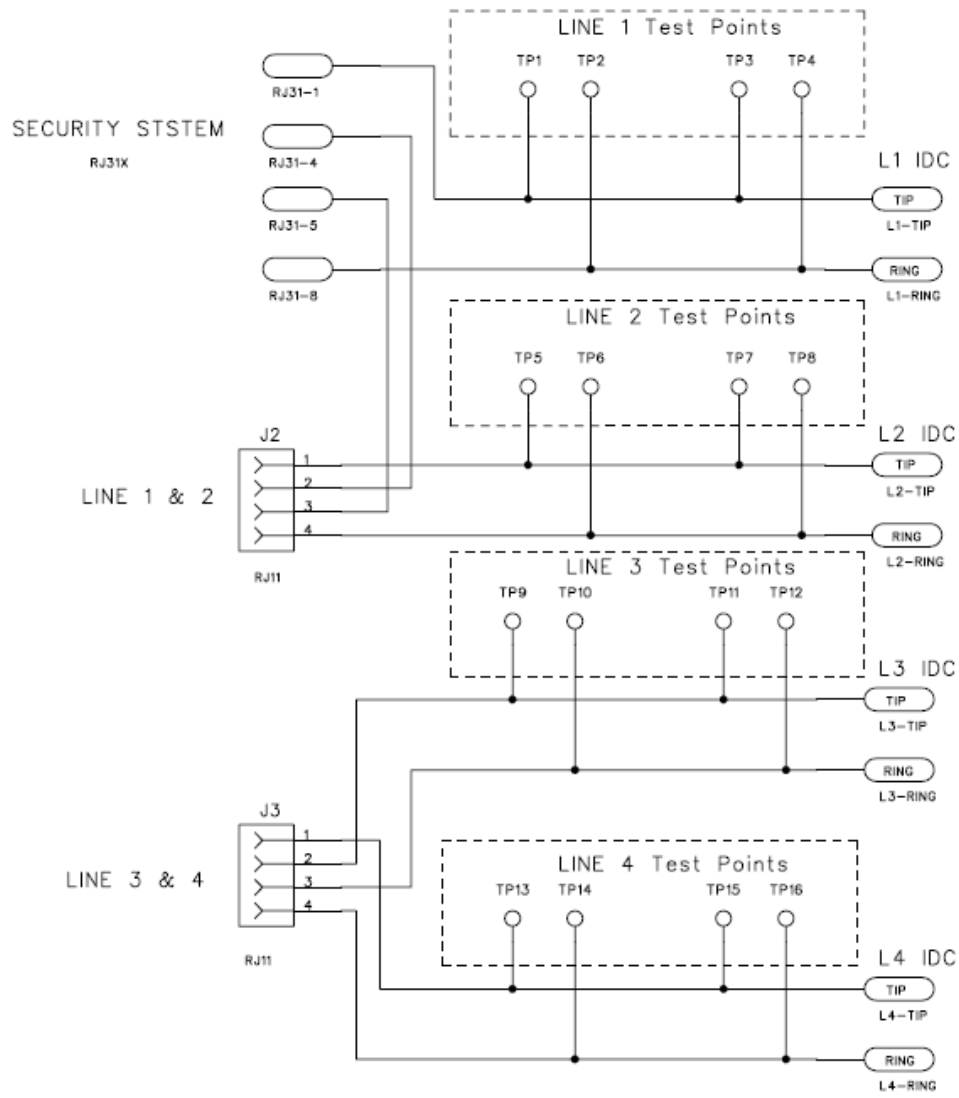 LINE 1 Test Points
TP1 TP2 TP3 TP4
RJ31-1
SECURITY STSTEM
RJ31X
RJ31-4
L1 IDC
TIP
L1-TIP
RJ31-5
RING
L1-RING
RJ31-8
LINE 2 Test Points
TP5 TP6 TP7 TP8
L2 IDC
TIP
L2-TIP
J2
1
2
3
4
LINE 1 & 2
RJ11
RING
L2-RING
LINE 3 Test Points
TP9 TP10 TP11 TP12
L3 IDC
TIP
L3-TIP
RING
L3-RING
J3
1
2
3
4
LINE 3 & 4
RJ11
LINE 4 Test Points
TP13 TP14 TP15 TP16
L4 IDC
TIP
L4-TIP
RING
L4-RING